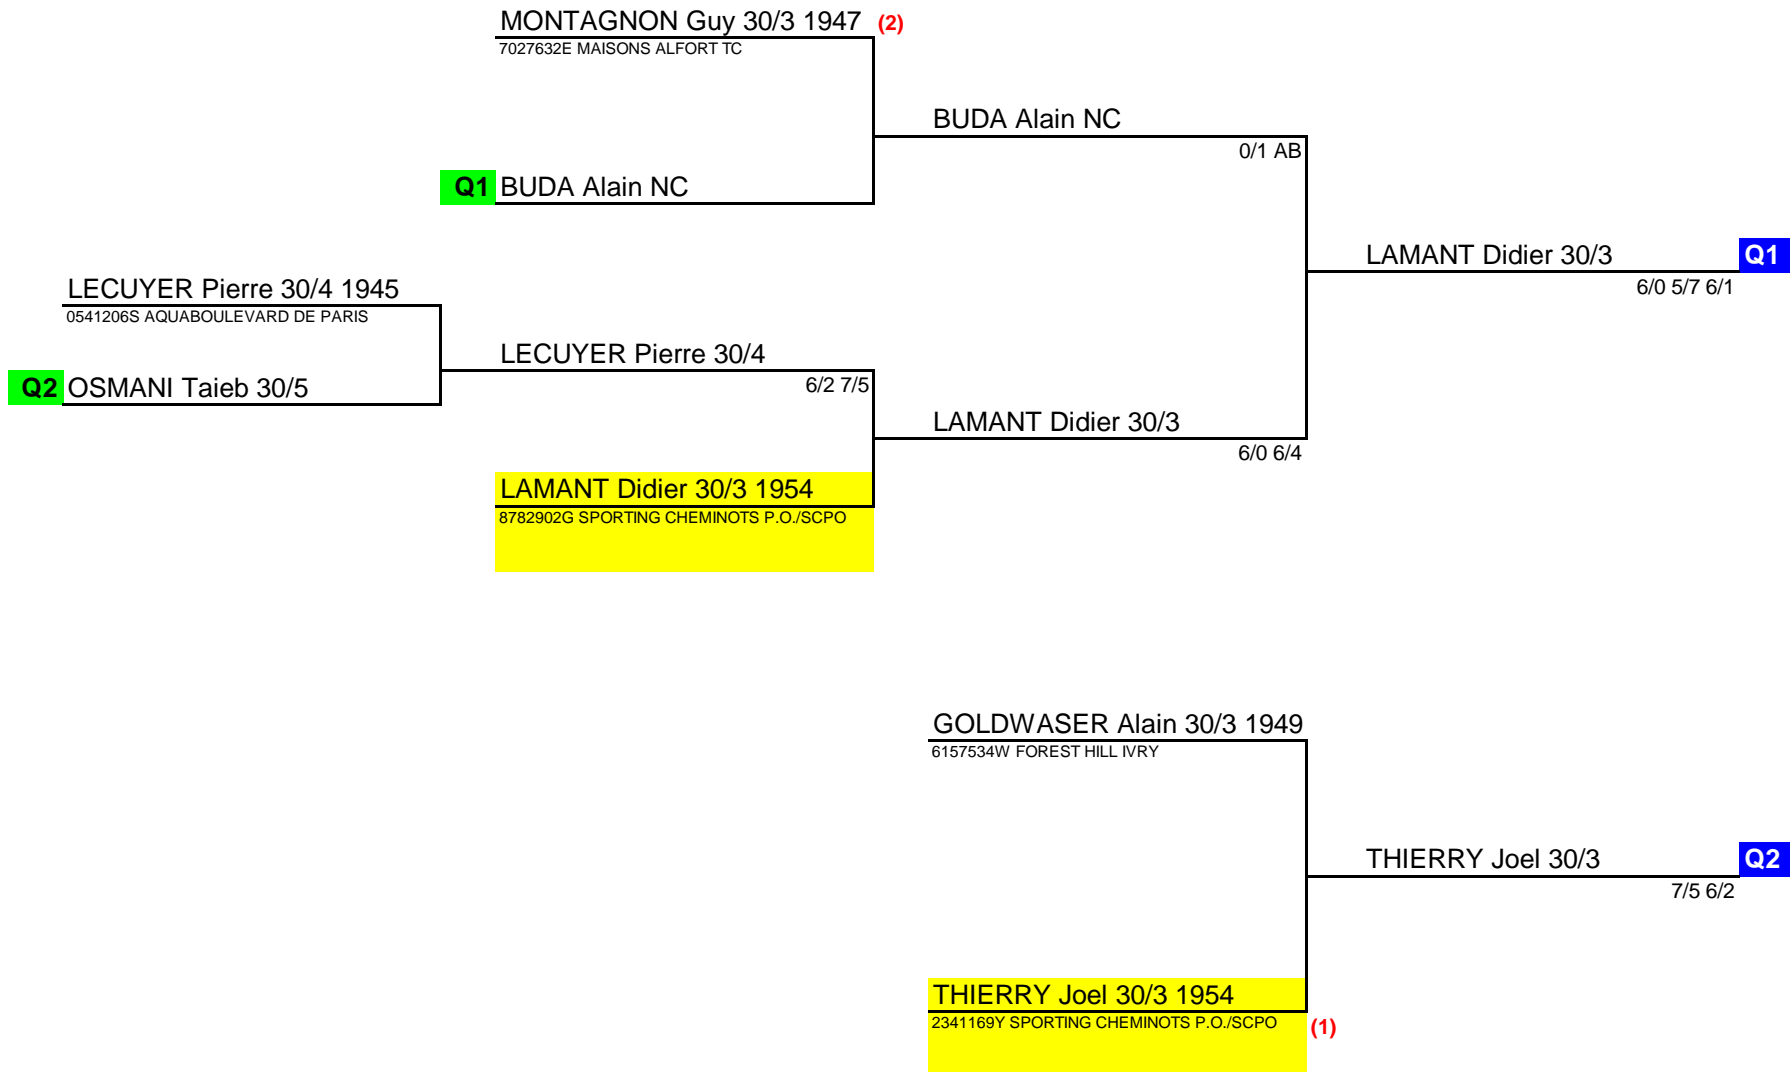 MONTAGNON Guy 30/3 1947 (2)
7027632E MAISONS ALFORT TC
BUDA Alain NC
0/1 AB
Q1 BUDA Alain NC
LAMANT Didier 30/3 Q1
6/0 5/7 6/1
LECUYER Pierre 30/4 1945
0541206S AQUABOULEVARD DE PARIS
LECUYER Pierre 30/4
6/2 7/5
Q2 OSMANI Taieb 30/5
LAMANT Didier 30/3
6/0 6/4
LAMANT Didier 30/3 1954
8782902G SPORTING CHEMINOTS P.O./SCPO
GOLDWASER Alain 30/3 1949
6157534W FOREST HILL IVRY
THIERRY Joel 30/3 Q2
7/5 6/2
THIERRY Joel 30/3 1954
2341169Y SPORTING CHEMINOTS P.O./SCPO (1)